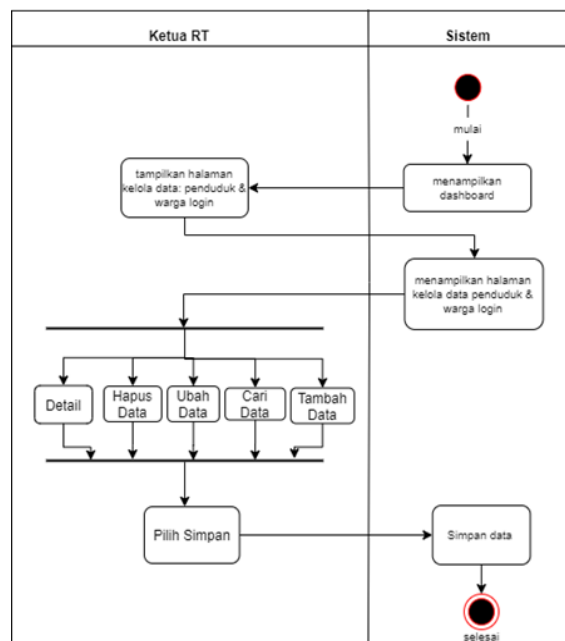 Ketua RT
Sistem
mulai
menampilkan
dashboard
tampilkan halaman
kelola data: penduduk &
warga login
menampilkan halaman
kelola data penduduk &
warga login
Detail
Hapus
Data
Ubah
Data
Cari
Data
Tambah
Data
Pilih Simpan
Simpan data
selesai